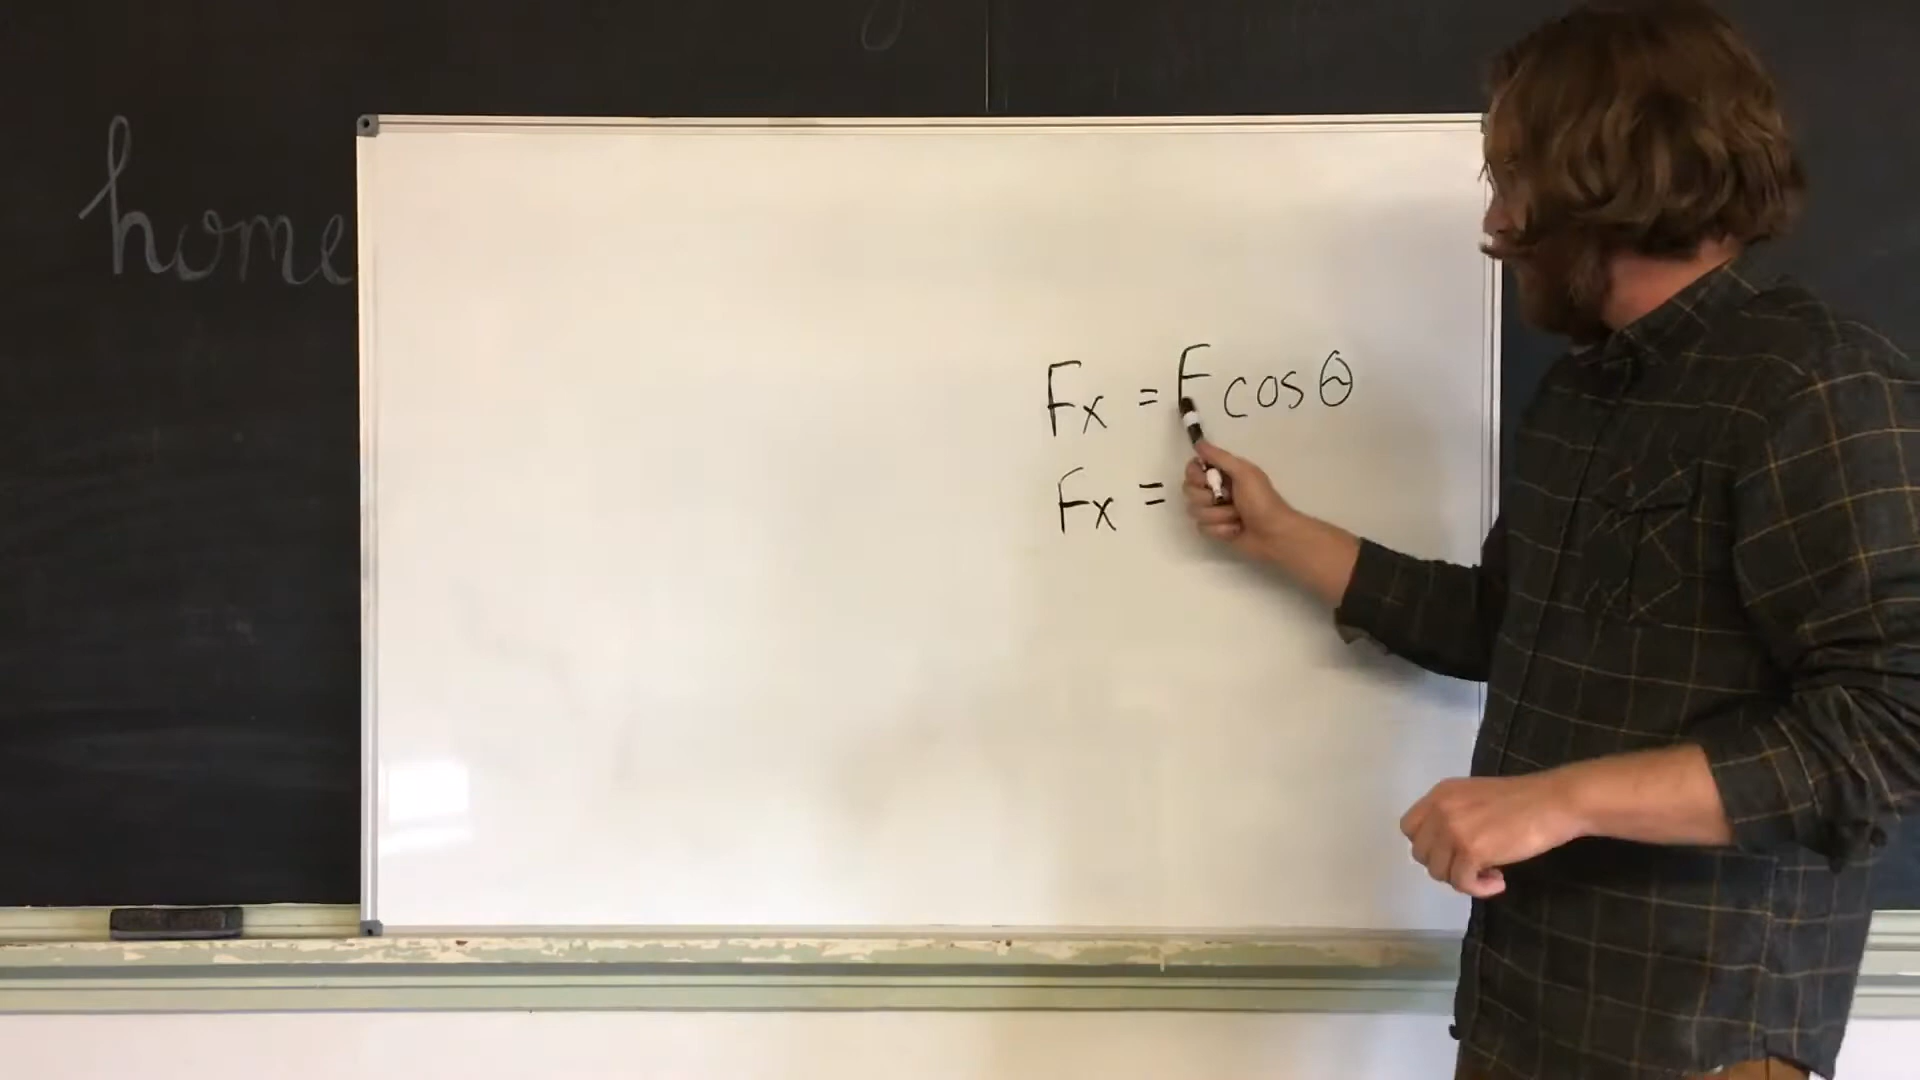 home
Fx = F cos θ
Fx =